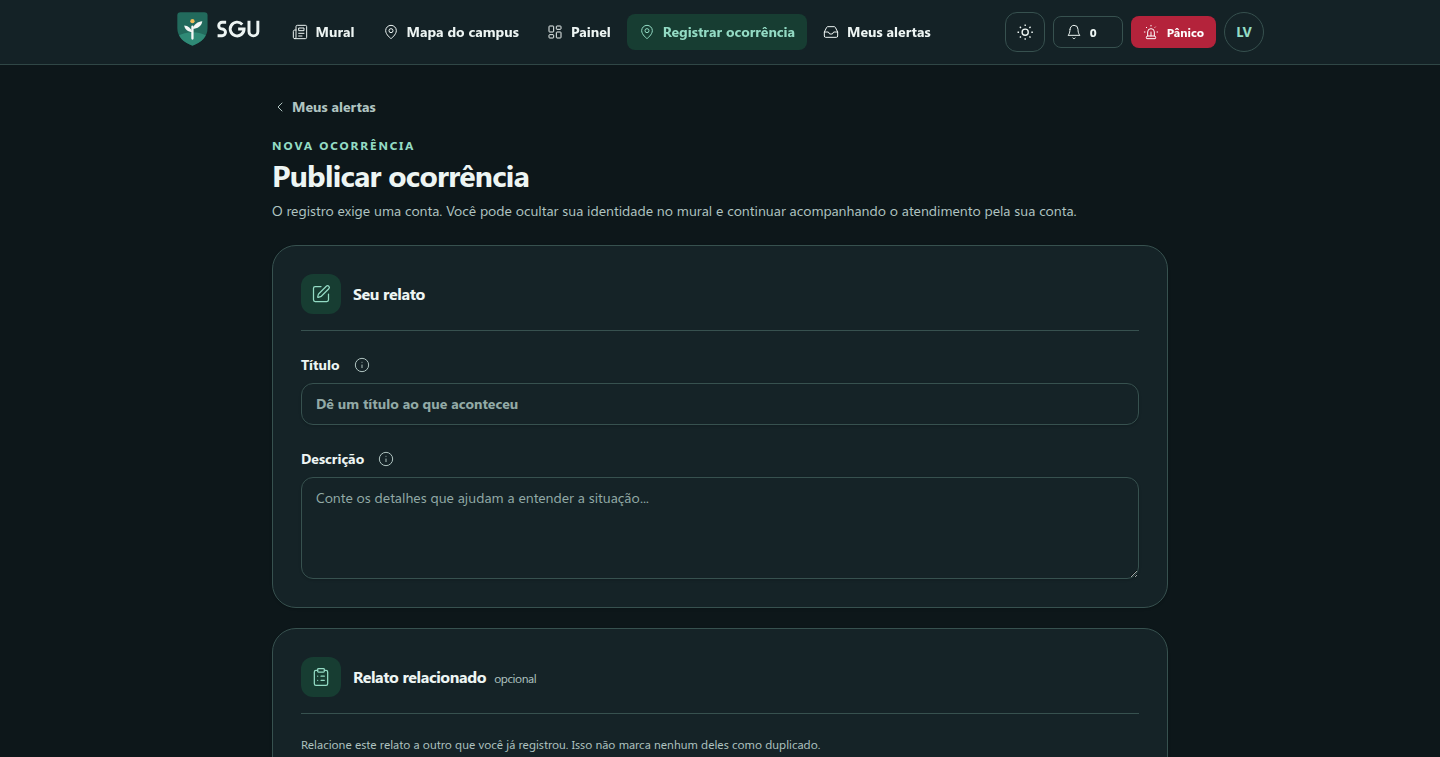 SGU
Mural
Mapa do campus
Painel
Registrar ocorrência
Meus alertas
0
Pânico
LV
Meus alertas
NOVA OCORRÊNCIA
Publicar ocorrência
O registro exige uma conta. Você pode ocultar sua identidade no mural e continuar acompanhando o atendimento pela sua conta.
Seu relato
Título
Dê um título ao que aconteceu
Descrição
Conte os detalhes que ajudam a entender a situação...
Relato relacionado opcional
Relacione este relato a outro que você já registrou. Isso não marca nenhum deles como duplicado.